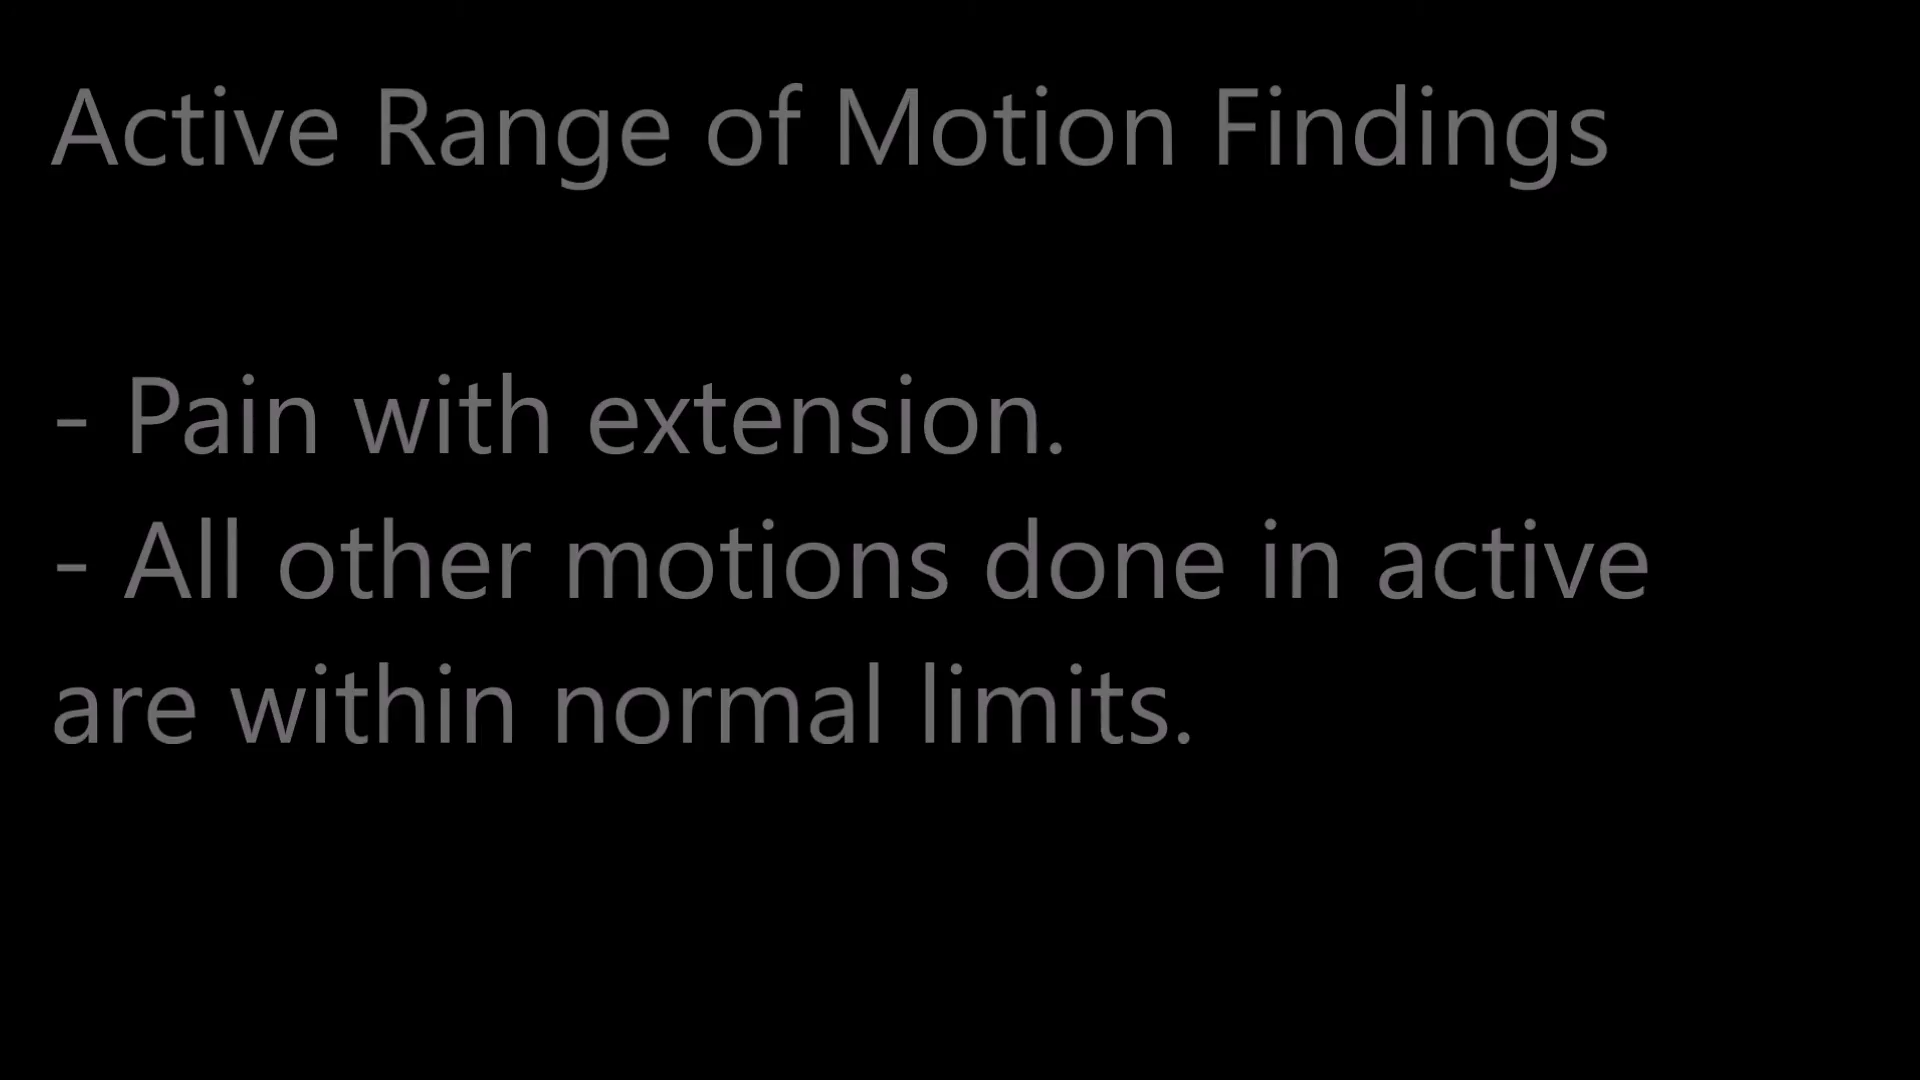 Active Range of Motion Findings
- Pain with extension.
- All other motions done in active
are within normal limits.